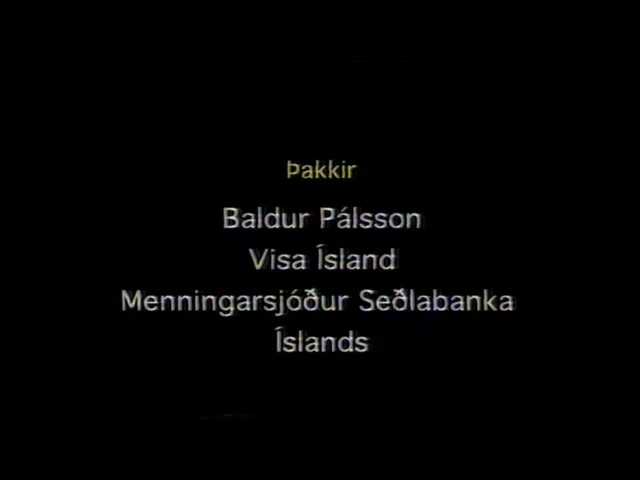 Þakkir
Baldur Pálsson
Visa Ísland
Menningarsjóður Seðlabanka
Íslands